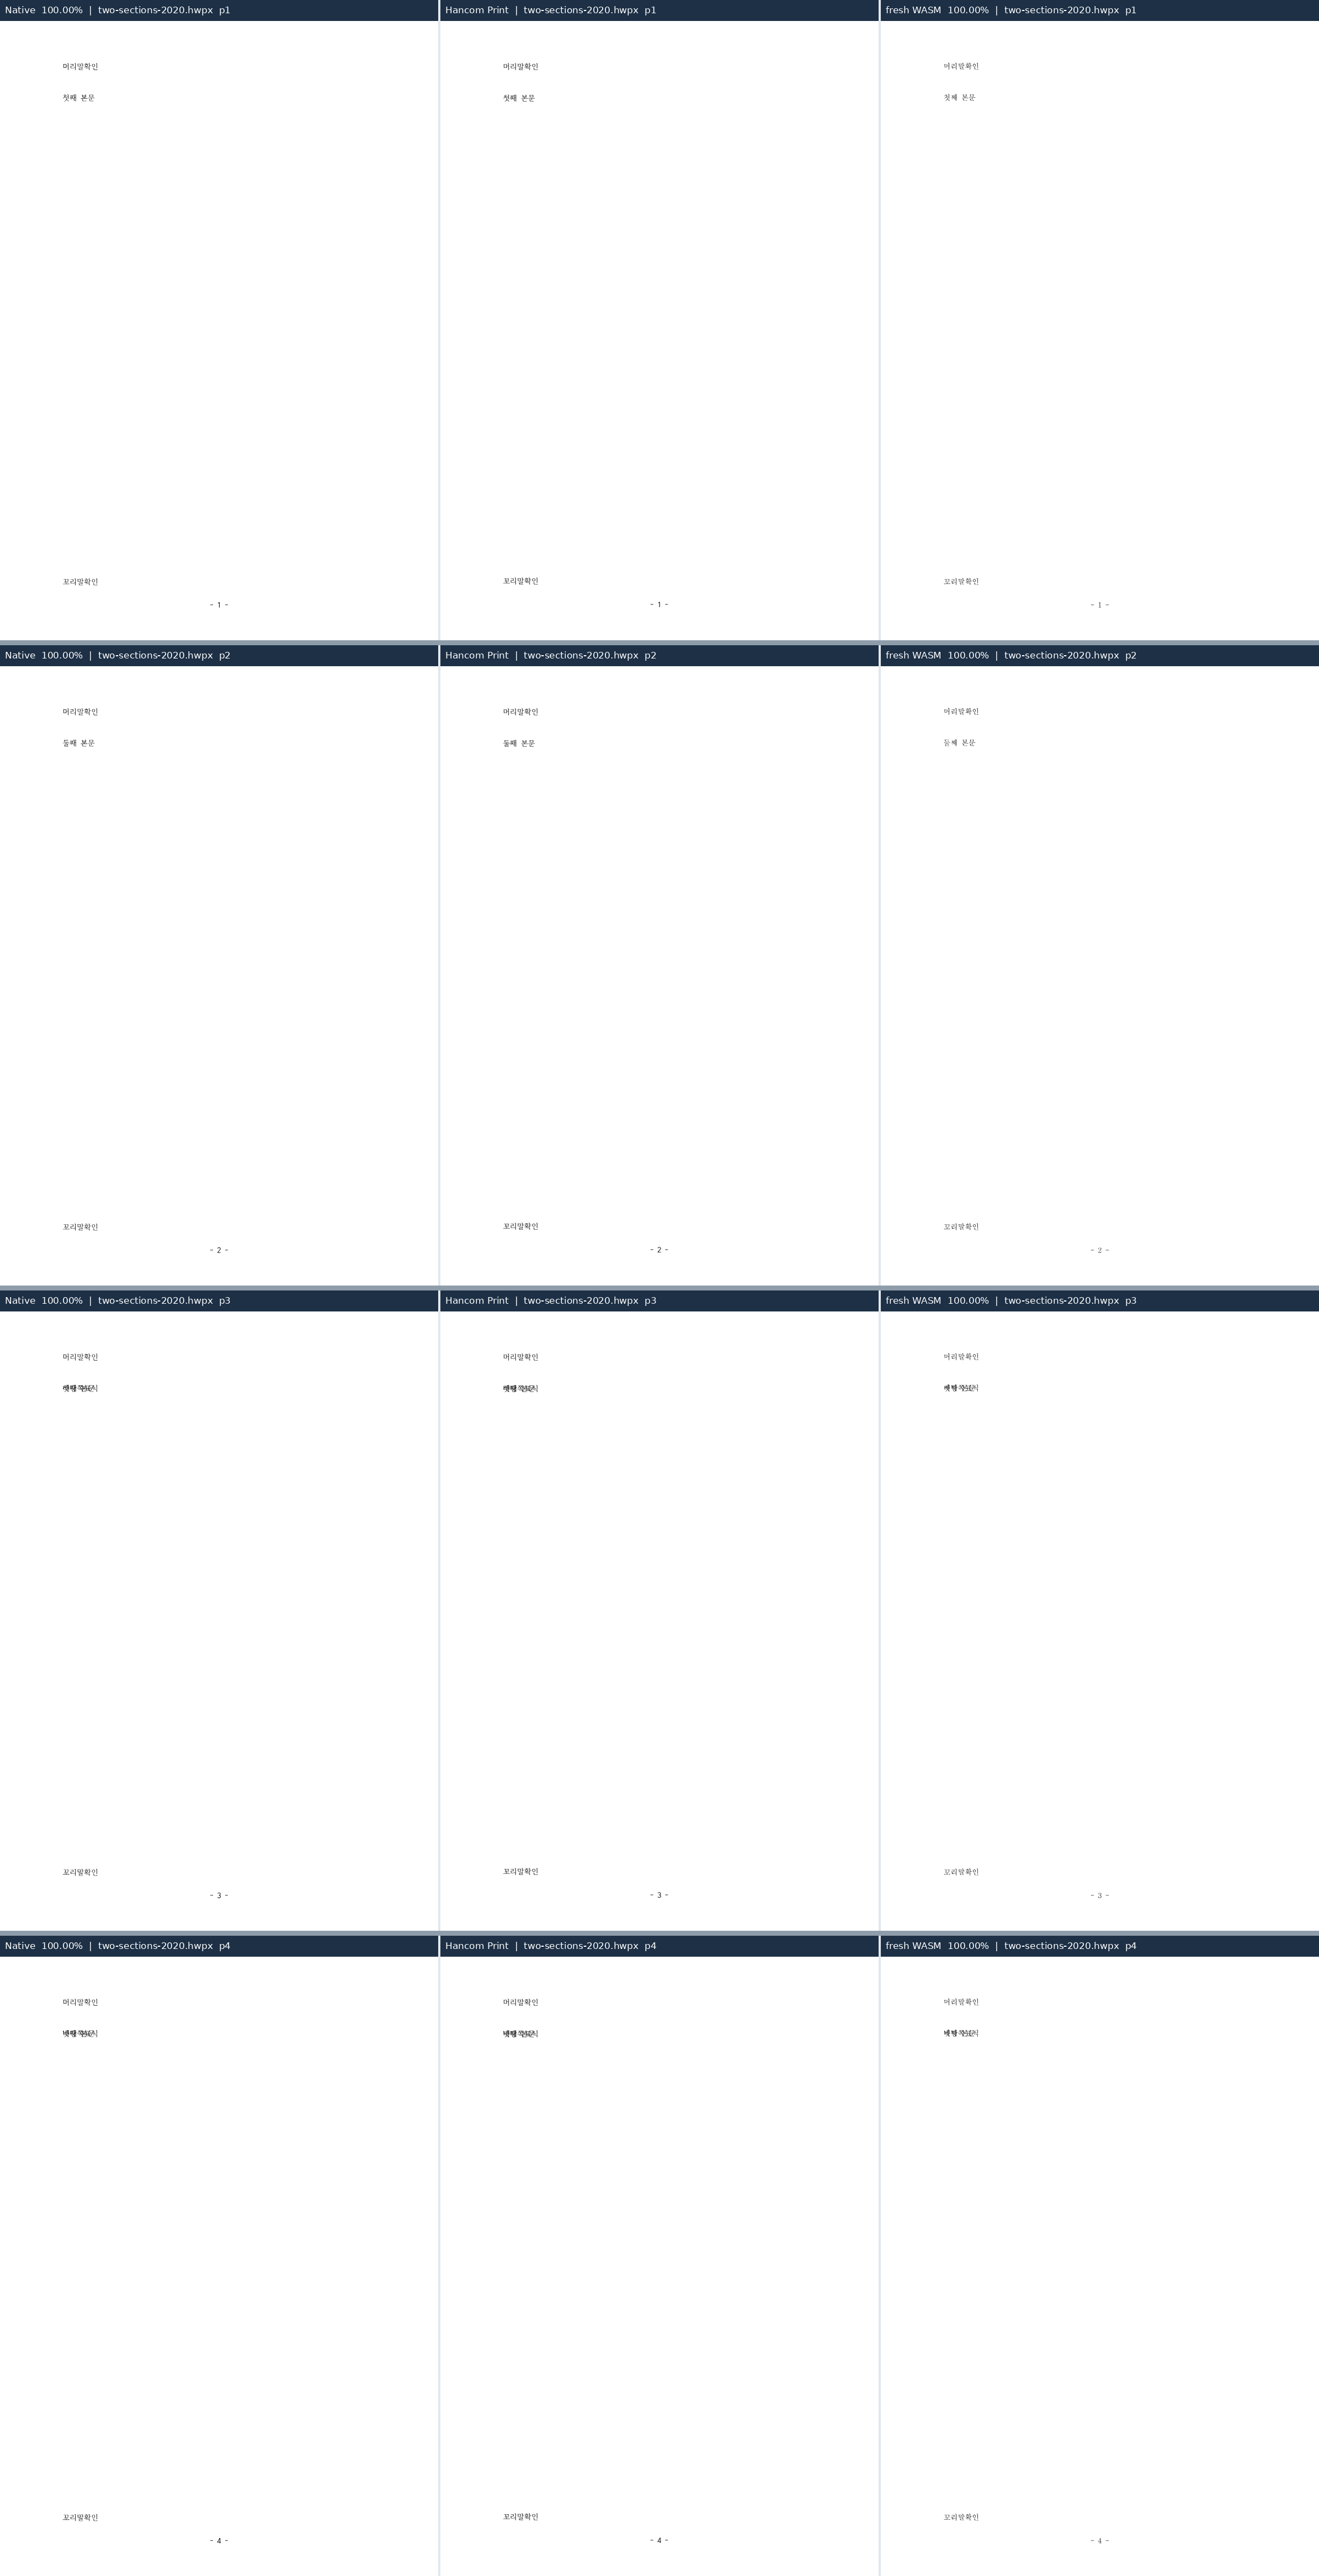 Native 100.00% | two-sections-2020.hwpx p1
Hancom Print | two-sections-2020.hwpx p1
fresh WASM 100.00% | two-sections-2020.hwpx p1
머리말확인
머리말확인
머리말확인
첫째 본문
첫째 본문
첫째 본문
꼬리말확인
꼬리말확인
꼬리말확인
- 1 -
- 1 -
- 1 -
Native 100.00% | two-sections-2020.hwpx p2
Hancom Print | two-sections-2020.hwpx p2
fresh WASM 100.00% | two-sections-2020.hwpx p2
머리말확인
머리말확인
머리말확인
둘째 본문
둘째 본문
둘째 본문
꼬리말확인
꼬리말확인
꼬리말확인
- 2 -
- 2 -
- 2 -
Native 100.00% | two-sections-2020.hwpx p3
Hancom Print | two-sections-2020.hwpx p3
fresh WASM 100.00% | two-sections-2020.hwpx p3
머리말확인
머리말확인
머리말확인
꼬리말확인
꼬리말확인
꼬리말확인
- 3 -
- 3 -
- 3 -
Native 100.00% | two-sections-2020.hwpx p4
Hancom Print | two-sections-2020.hwpx p4
fresh WASM 100.00% | two-sections-2020.hwpx p4
머리말확인
머리말확인
머리말확인
꼬리말확인
꼬리말확인
꼬리말확인
- 4 -
- 4 -
- 4 -